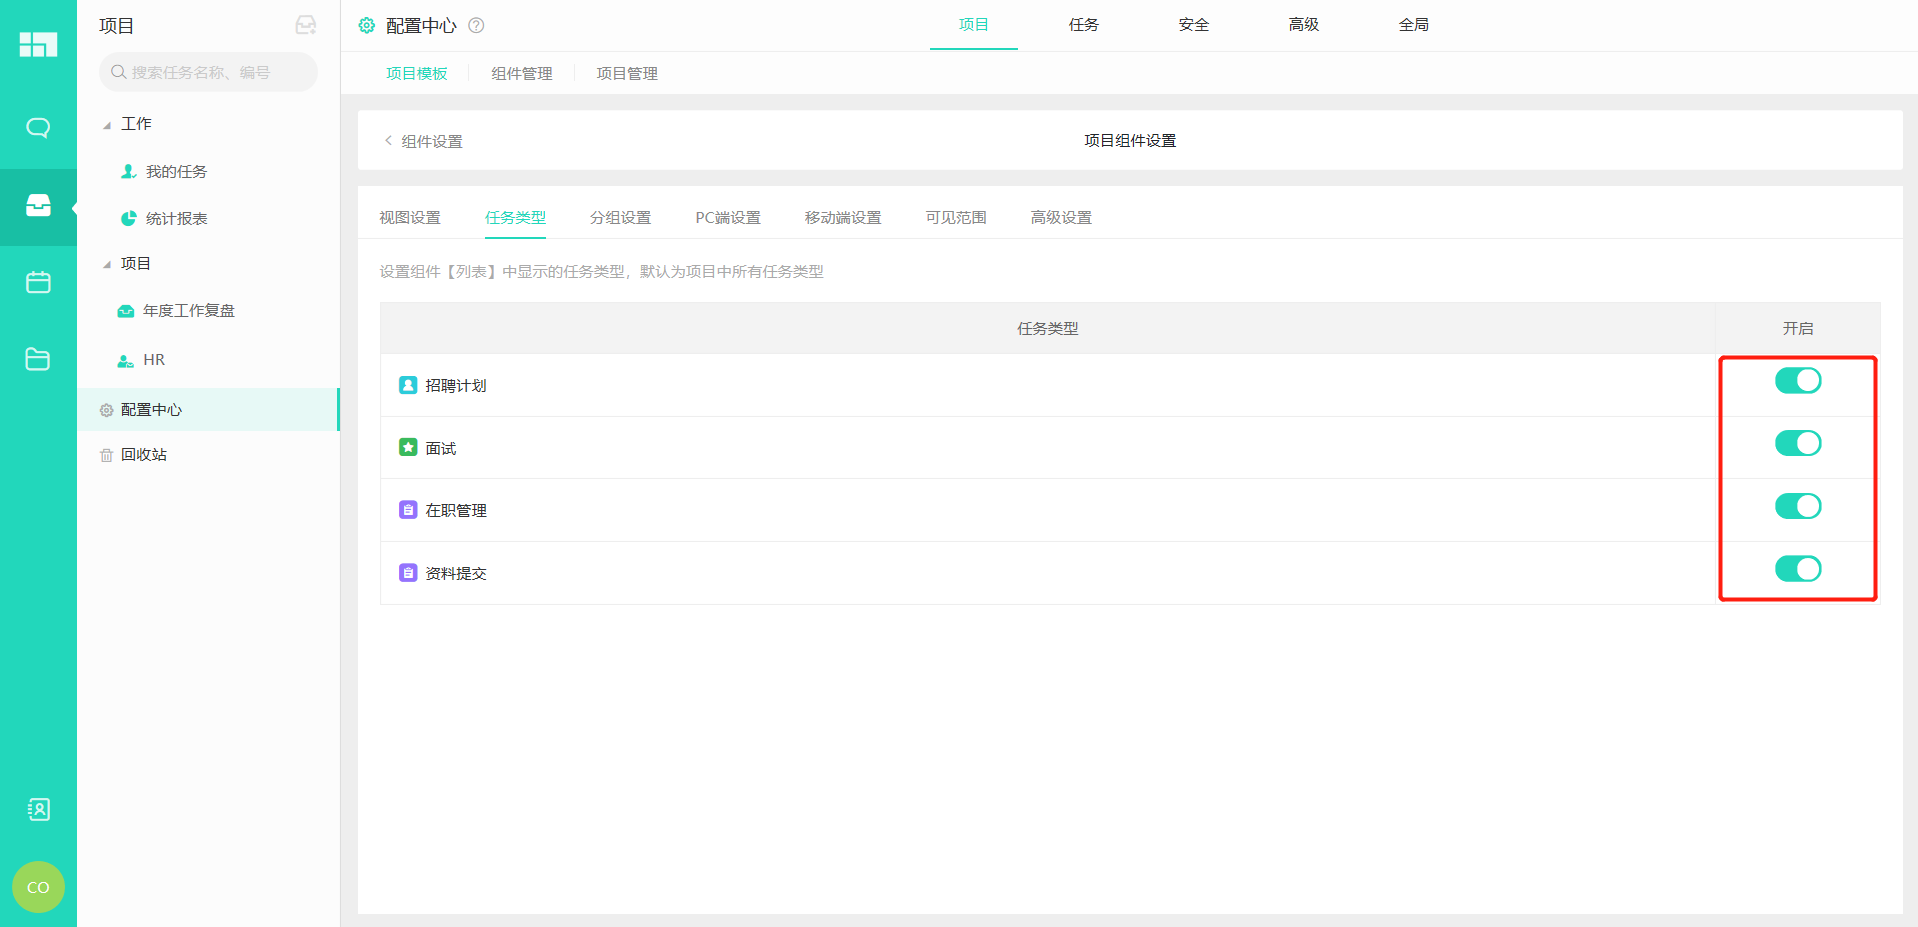 项目
搜索任务名称、编号
工作
我的任务
统计报表
项目
年度工作复盘
HR
配置中心
回收站
CO
配置中心 ?
项目 任务 安全 高级 全局
项目模板 组件管理 项目管理
< 组件设置
项目组件设置
视图设置 任务类型 分组设置 PC端设置 移动端设置 可见范围 高级设置
设置组件【列表】中显示的任务类型，默认为项目中所有任务类型
任务类型 开启
招聘计划
面试
在职管理
资料提交